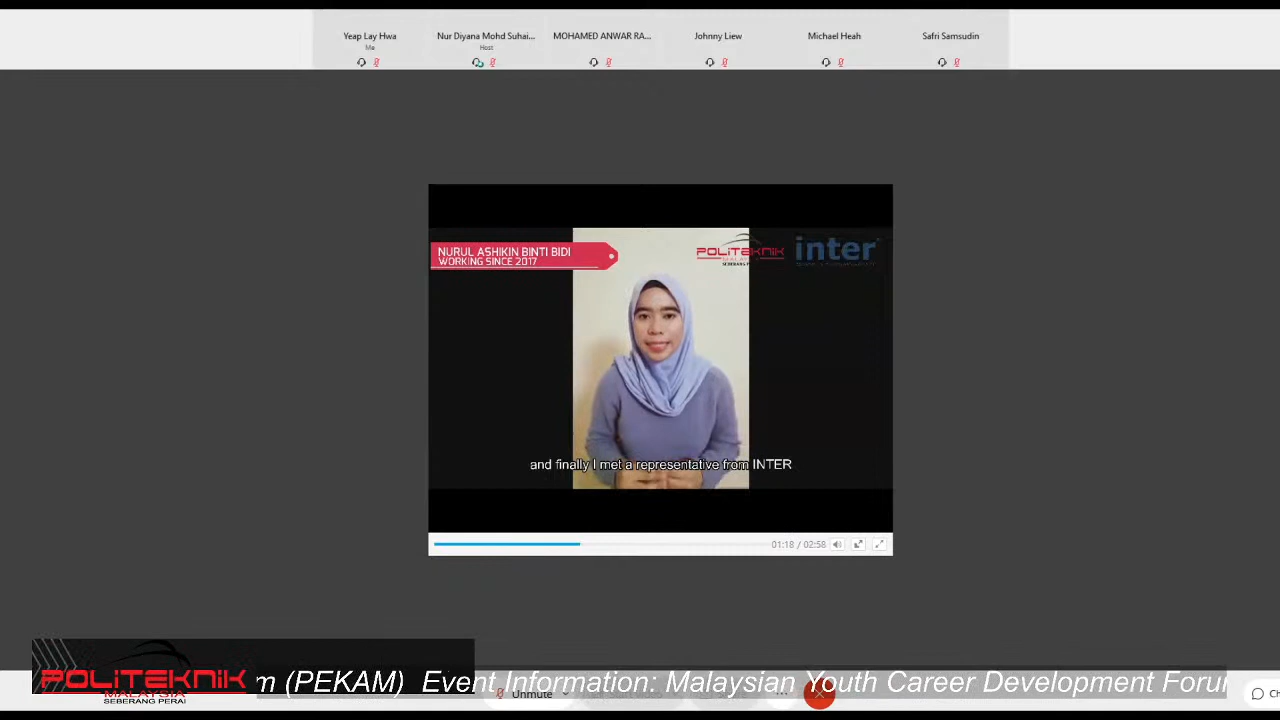 Yeap Lay Hwa
Me
Nur Diyana Mohd Suhai...
Host
MOHAMED ANWAR RA...
Johnny Liew
Michael Heah
Safri Samsudin
NURUL ASHIKIN BINTI BIDI
WORKING SINCE 2017
POLITEKNIK
MALAYSIA
inter
and finally I met a representative from INTER
01:18 / 02:58
POLITEKNIK
MALAYSIA
SEBERANG PERAI
m (PEKAM) Event Information: Malaysian Youth Career Development Foru
Unmute